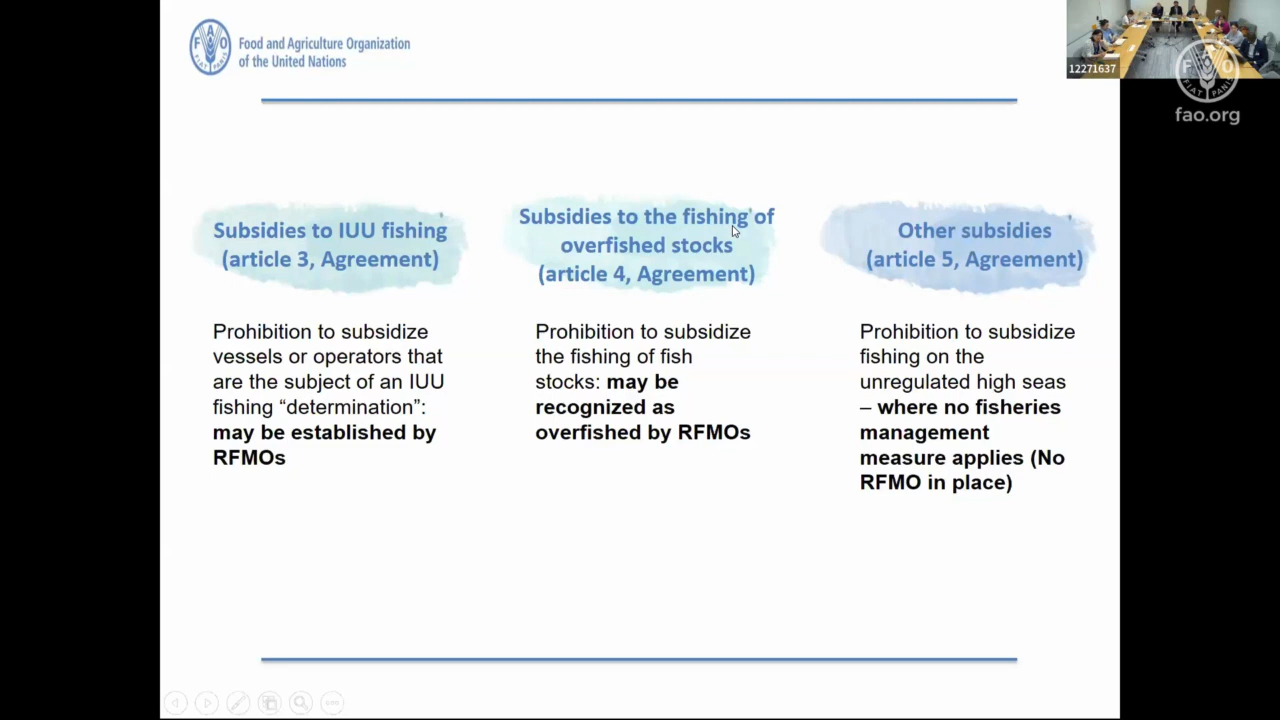 Food and Agriculture Organization
of the United Nations
12271637
fao.org
Subsidies to IUU fishing
(article 3, Agreement)
Prohibition to subsidize
vessels or operators that
are the subject of an IUU
fishing “determination”:
may be established by
RFMOs
Subsidies to the fishing of
overfished stocks
(article 4, Agreement)
Prohibition to subsidize
the fishing of fish
stocks: may be
recognized as
overfished by RFMOs
Other subsidies
(article 5, Agreement)
Prohibition to subsidize
fishing on the
unregulated high seas
– where no fisheries
management
measure applies (No
RFMO in place)